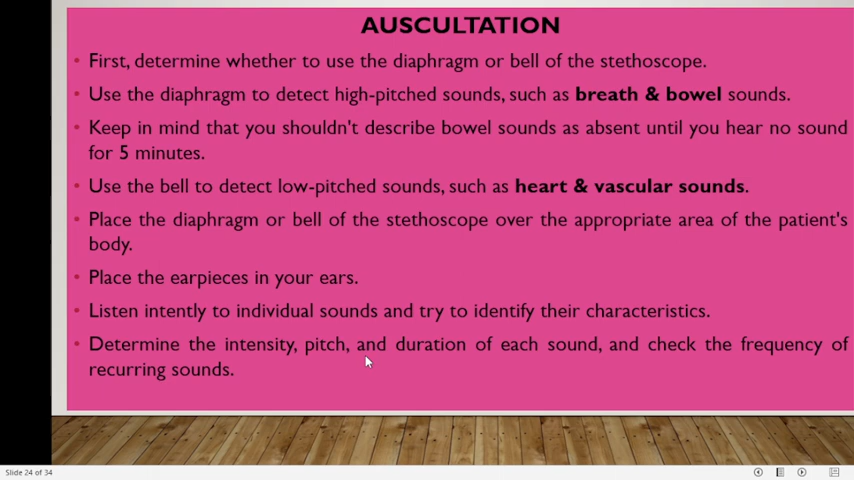 AUSCULTATION
• First, determine whether to use the diaphragm or bell of the stethoscope.
• Use the diaphragm to detect high-pitched sounds, such as breath & bowel sounds.
• Keep in mind that you shouldn't describe bowel sounds as absent until you hear no sound
for 5 minutes.
• Use the bell to detect low-pitched sounds, such as heart & vascular sounds.
• Place the diaphragm or bell of the stethoscope over the appropriate area of the patient's
body.
• Place the earpieces in your ears.
• Listen intently to individual sounds and try to identify their characteristics.
• Determine the intensity, pitch, and duration of each sound, and check the frequency of
recurring sounds.
Slide 24 of 34